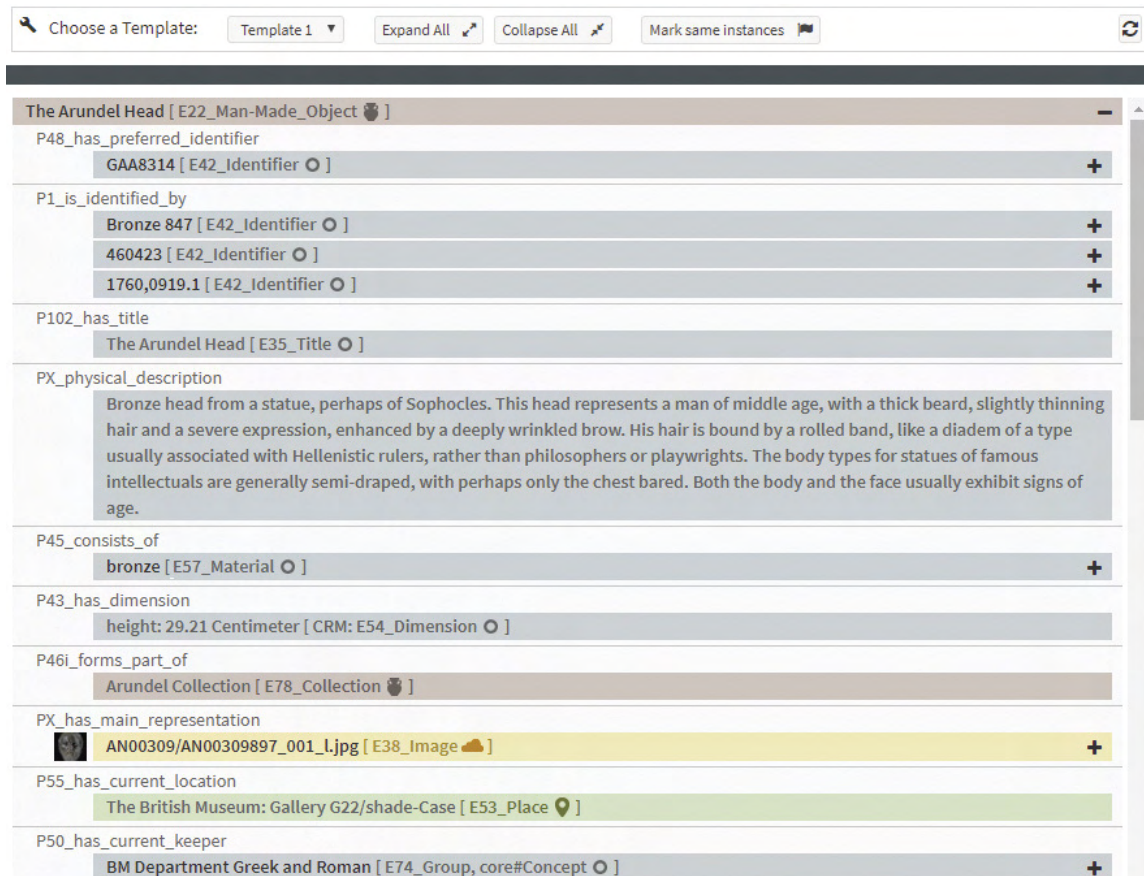 Choose a Template: Template 1 ▼ Expand All Collapse All Mark same instances
The Arundel Head [ E22_Man-Made_Object ]
P48_has_preferred_identifier
GAA8314 [ E42_Identifier ]
P1_is_identified_by
Bronze 847 [ E42_Identifier ]
460423 [ E42_Identifier ]
1760,0919.1 [ E42_Identifier ]
P102_has_title
The Arundel Head [ E35_Title ]
PX_physical_description
Bronze head from a statue, perhaps of Sophocles. This head represents a man of middle age, with a thick beard, slightly thinning
hair and a severe expression, enhanced by a deeply wrinkled brow. His hair is bound by a rolled band, like a diadem of a type
usually associated with Hellenistic rulers, rather than philosophers or playwrights. The body types for statues of famous
intellectuals are generally semi-draped, with perhaps only the chest bared. Both the body and the face usually exhibit signs of
age.
P45_consists_of
bronze [ E57_Material ]
P43_has_dimension
height: 29.21 Centimeter [ CRM: E54_Dimension ]
P46i_forms_part_of
Arundel Collection [ E78_Collection ]
PX_has_main_representation
AN00309/AN00309897_001_l.jpg [ E38_Image ]
P55_has_current_location
The British Museum: Gallery G22/shade-Case [ E53_Place ]
P50_has_current_keeper
BM Department Greek and Roman [ E74_Group, core#Concept ]